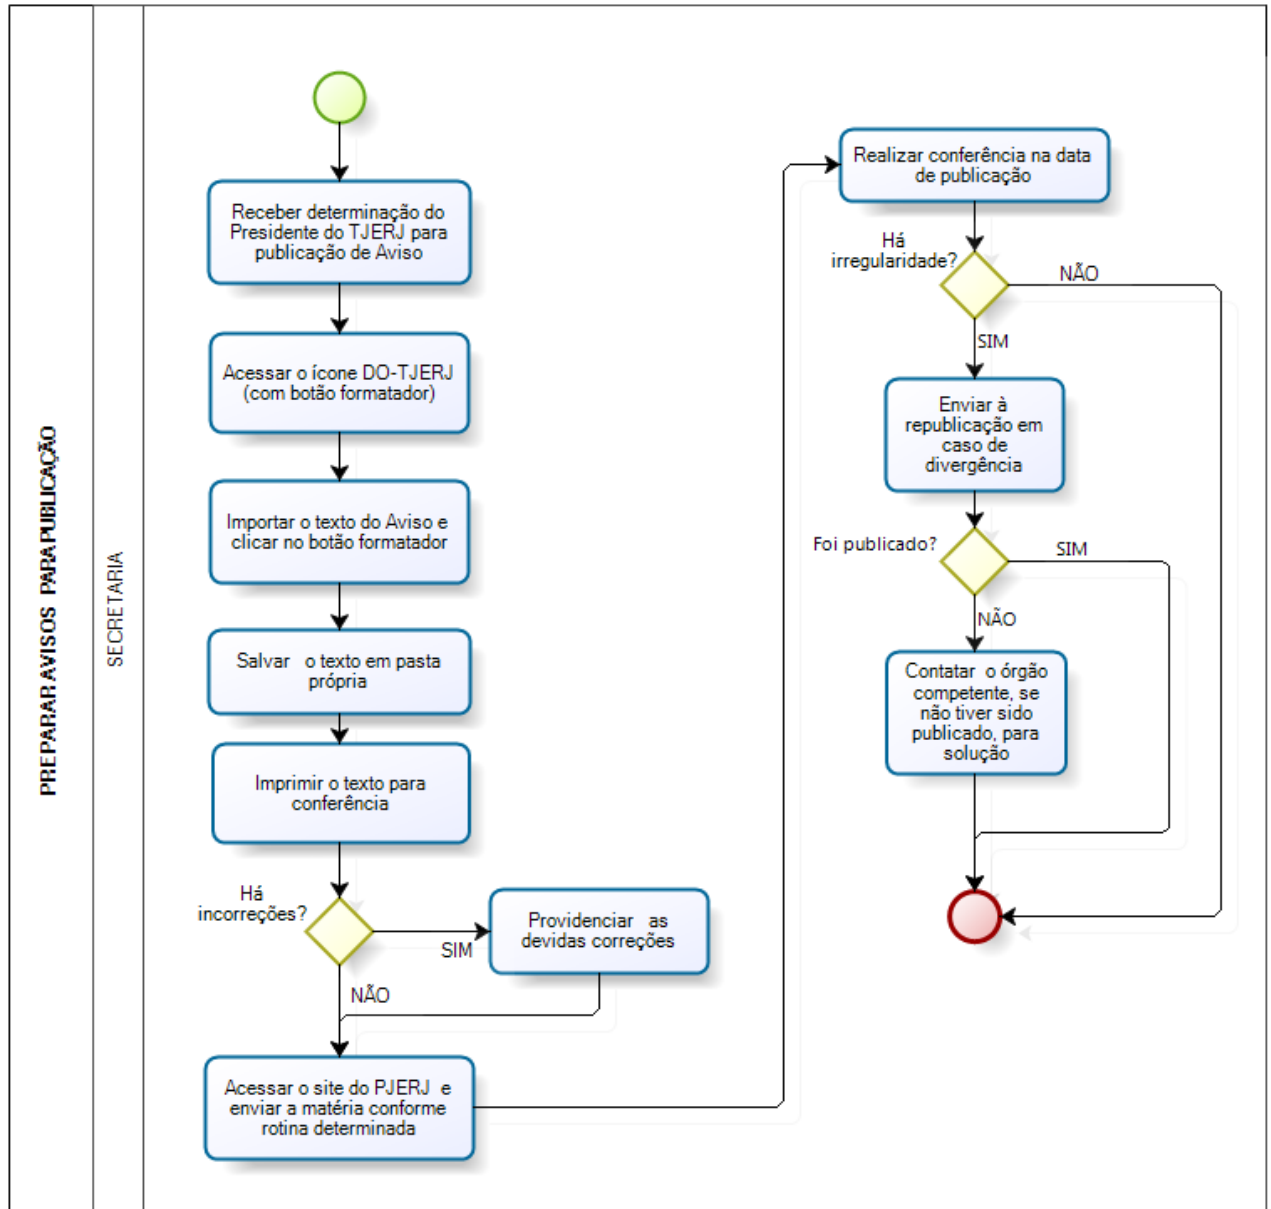 PREPARAR AVISOS PARA PUBLICAÇÃO
SECRETARIA
Receber determinação do
Presidente do TJERJ para
publicação de Aviso
Acessar o ícone DO-TJERJ
(com botão formatador)
Importar o texto do Aviso e
clicar no botão formatador
Salvar o texto em pasta
própria
Imprimir o texto para
conferência
Há
incorreções?
SIM
Providenciar as
devidas correções
NÃO
Acessar o site do PJERJ e
enviar a matéria conforme
rotina determinada
Realizar conferência na data
de publicação
Há
irregularidade?
NÃO
SIM
Enviar à
republicação em
caso de
divergência
Foi publicado?
SIM
NÃO
Contatar o órgão
competente, se
não tiver sido
publicado, para
solução